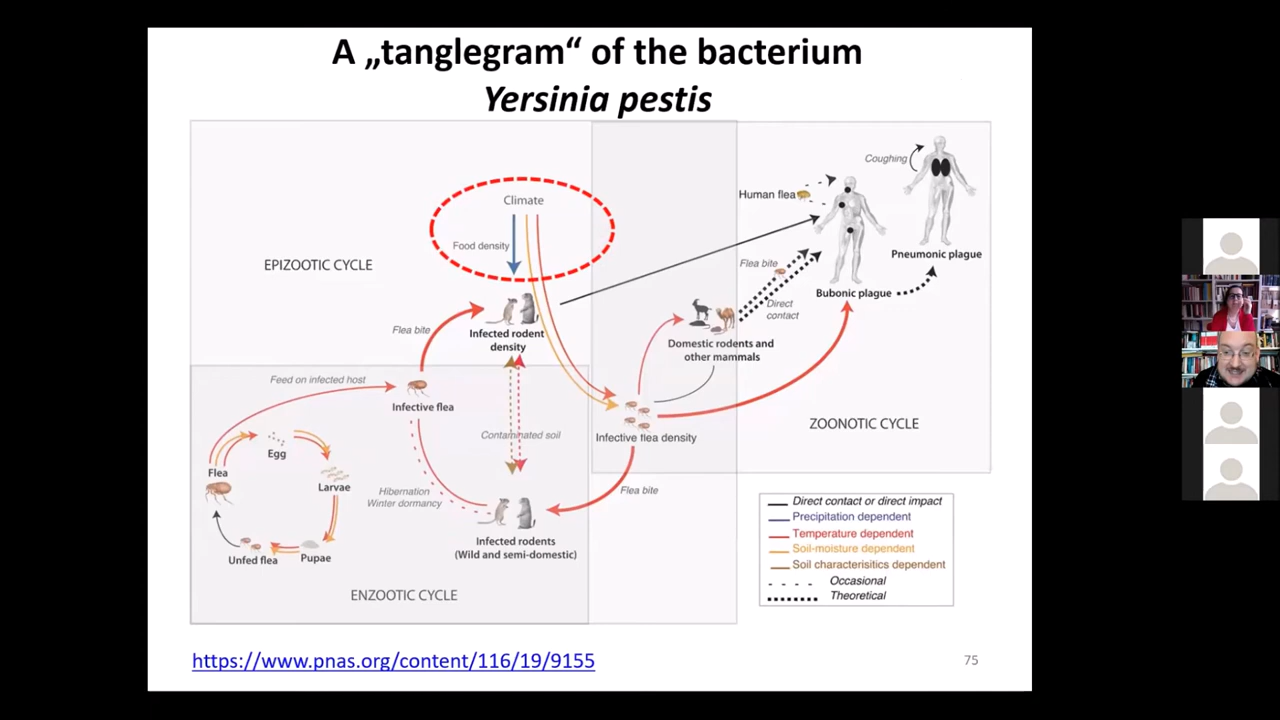 A „tanglegram“ of the bacterium
Yersinia pestis
Climate
Food density
EPIZOOTIC CYCLE
Flea bite
Infected rodent
density
Feed on infected host
Infective flea
Contaminated soil
Flea
Egg
Larvae
Pupae
Unfed flea
Hibernation
Winter dormancy
Infected rodents
(Wild and semi-domestic)
ENZOOTIC CYCLE
Coughing
Human flea
Pneumonic plague
Flea bite
Direct
contact
Bubonic plague
Domestic rodents and
other mammals
Infective flea density
ZOONOTIC CYCLE
Flea bite
Direct contact or direct impact
Precipitation dependent
Temperature dependent
Soil-moisture dependent
Soil characterisitics dependent
Occasional
Theoretical
https://www.pnas.org/content/116/19/9155
75